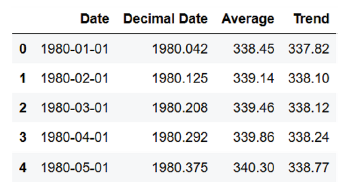 Date Decimal Date Average Trend
0 1980-01-01 1980.042 338.45 337.82
1 1980-02-01 1980.125 339.14 338.10
2 1980-03-01 1980.208 339.46 338.12
3 1980-04-01 1980.292 339.86 338.24
4 1980-05-01 1980.375 340.30 338.77